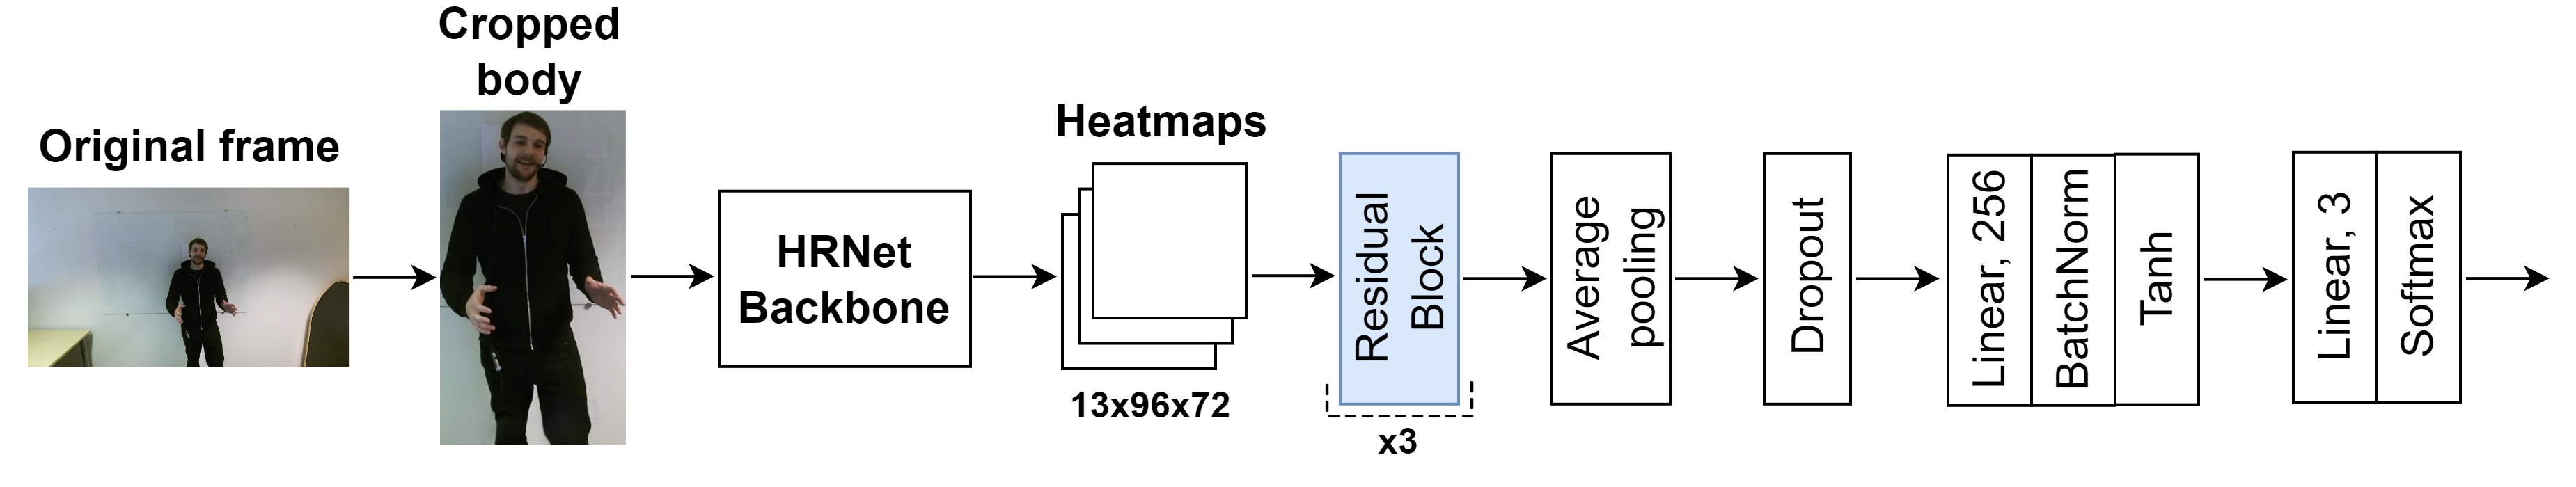 Original frame
Cropped
body
HRNet
Backbone
Heatmaps
13x96x72
Residual
Block
x3
Average
pooling
Dropout
Linear, 256
BatchNorm
Tanh
Linear, 3
Softmax